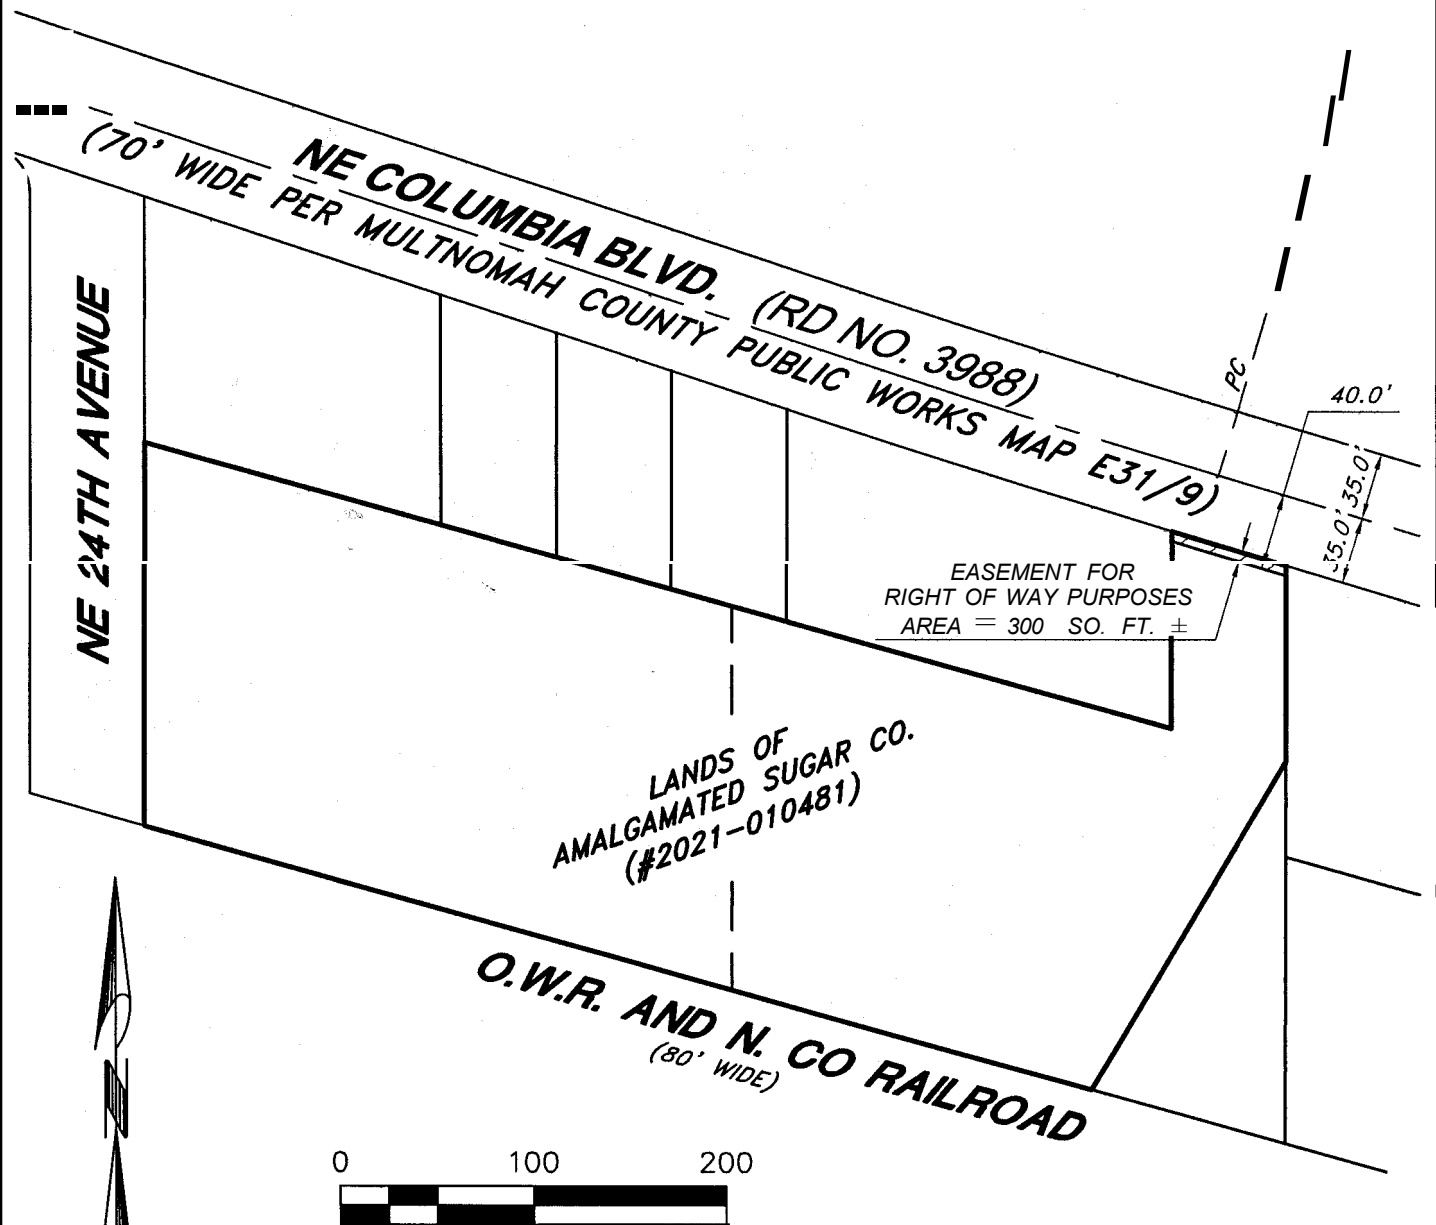 NE COLUMBIA BLVD. (RD NO. 3988)
(70' WIDE PER MULTNOMAH COUNTY PUBLIC WORKS MAP E31/9)
PC
40.0'
35.0'
35.0'
NE 24TH AVENUE
EASEMENT FOR
RIGHT OF WAY PURPOSES
AREA = 300 SO. FT. ±
LANDS OF
AMALGAMATED SUGAR CO.
(#2021-010481)
O.W.R. AND N. CO RAILROAD
(80' WIDE)
0 100 200